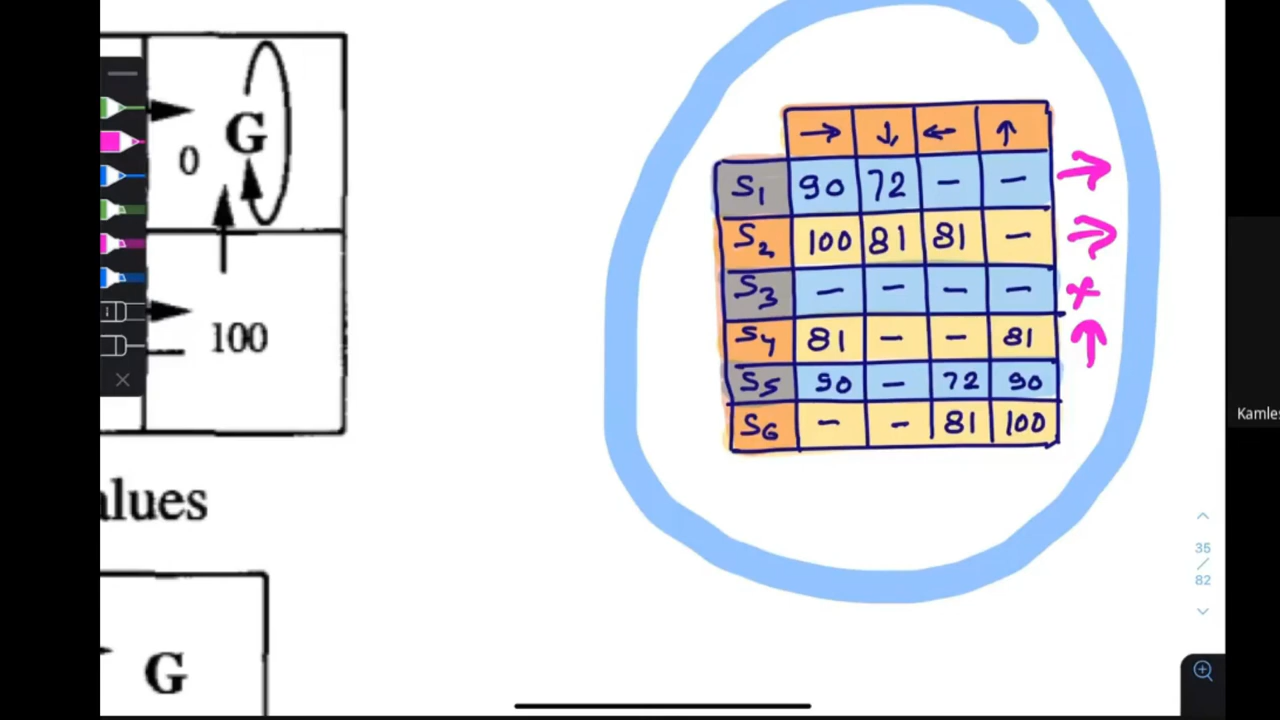 0 G
100
alues
G
→ ↓ ← ↑
S1 90 72 - - →
S2 100 81 81 - →
S3 - - - - ×
S4 81 - - 81 ↑
S5 90 - 72 90
S6 - - 81 100
Kamles
35
/
82